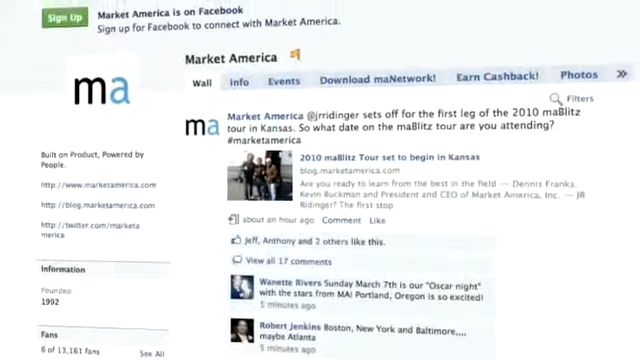 Sign Up
Market America is on Facebook
Sign up for Facebook to connect with Market America.
ma
Market America
Wall Info Events Download maNetwork! Earn Cashback! Photos »
Filters
ma
Market America @jrridinger sets off for the first leg of the 2010 maBlitz
tour in Kansas. So what date on the maBlitz tour are you attending?
#marketamerica
2010 maBlitz Tour set to begin in Kansas
blog.marketamerica.com
Are you ready to learn from the best in the field — Dennis Franks,
Kevin Buckman and President and CEO of Market America, Inc. — JR
Ridinger? The first stop
about an hour ago Comment Like
Jeff, Anthony and 2 others like this.
View all 17 comments
Wanette Rivers Sunday March 7th is our "Oscar night"
with the stars from MA! Portland, Oregon is so excited!
5 minutes ago
Robert Jenkins Boston, New York and Baltimore,,,,
maybe Atlanta
5 minutes ago
Built on Product, Powered by
People.
http://www.marketamerica.com
http://blog.marketamerica.com
http://twitter.com/marketa
merica
Information
Founded
1992
Fans
6 of 13,161 fans See All